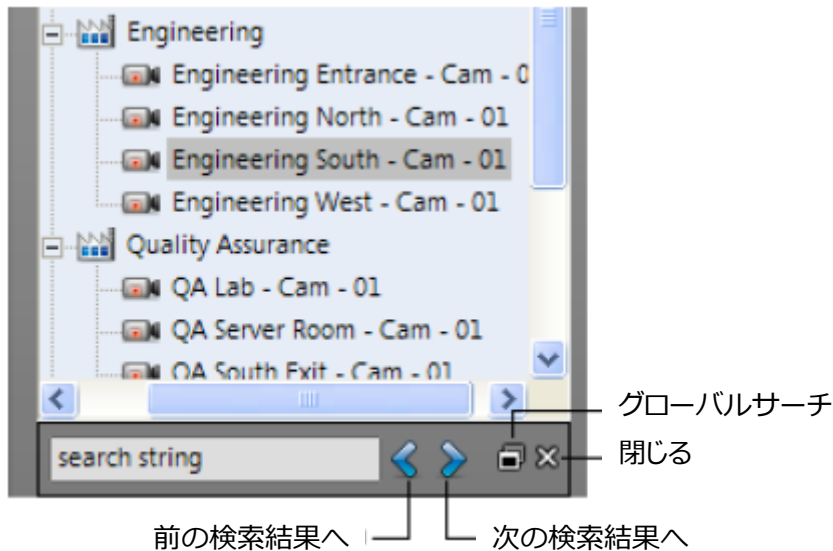 Engineering
Engineering Entrance - Cam - 0
Engineering North - Cam - 01
Engineering South - Cam - 01
Engineering West - Cam - 01
Quality Assurance
QA Lab - Cam - 01
QA Server Room - Cam - 01
QA South Exit - Cam - 01
グローバルサーチ
search string
閉じる
前の検索結果へ
次の検索結果へ